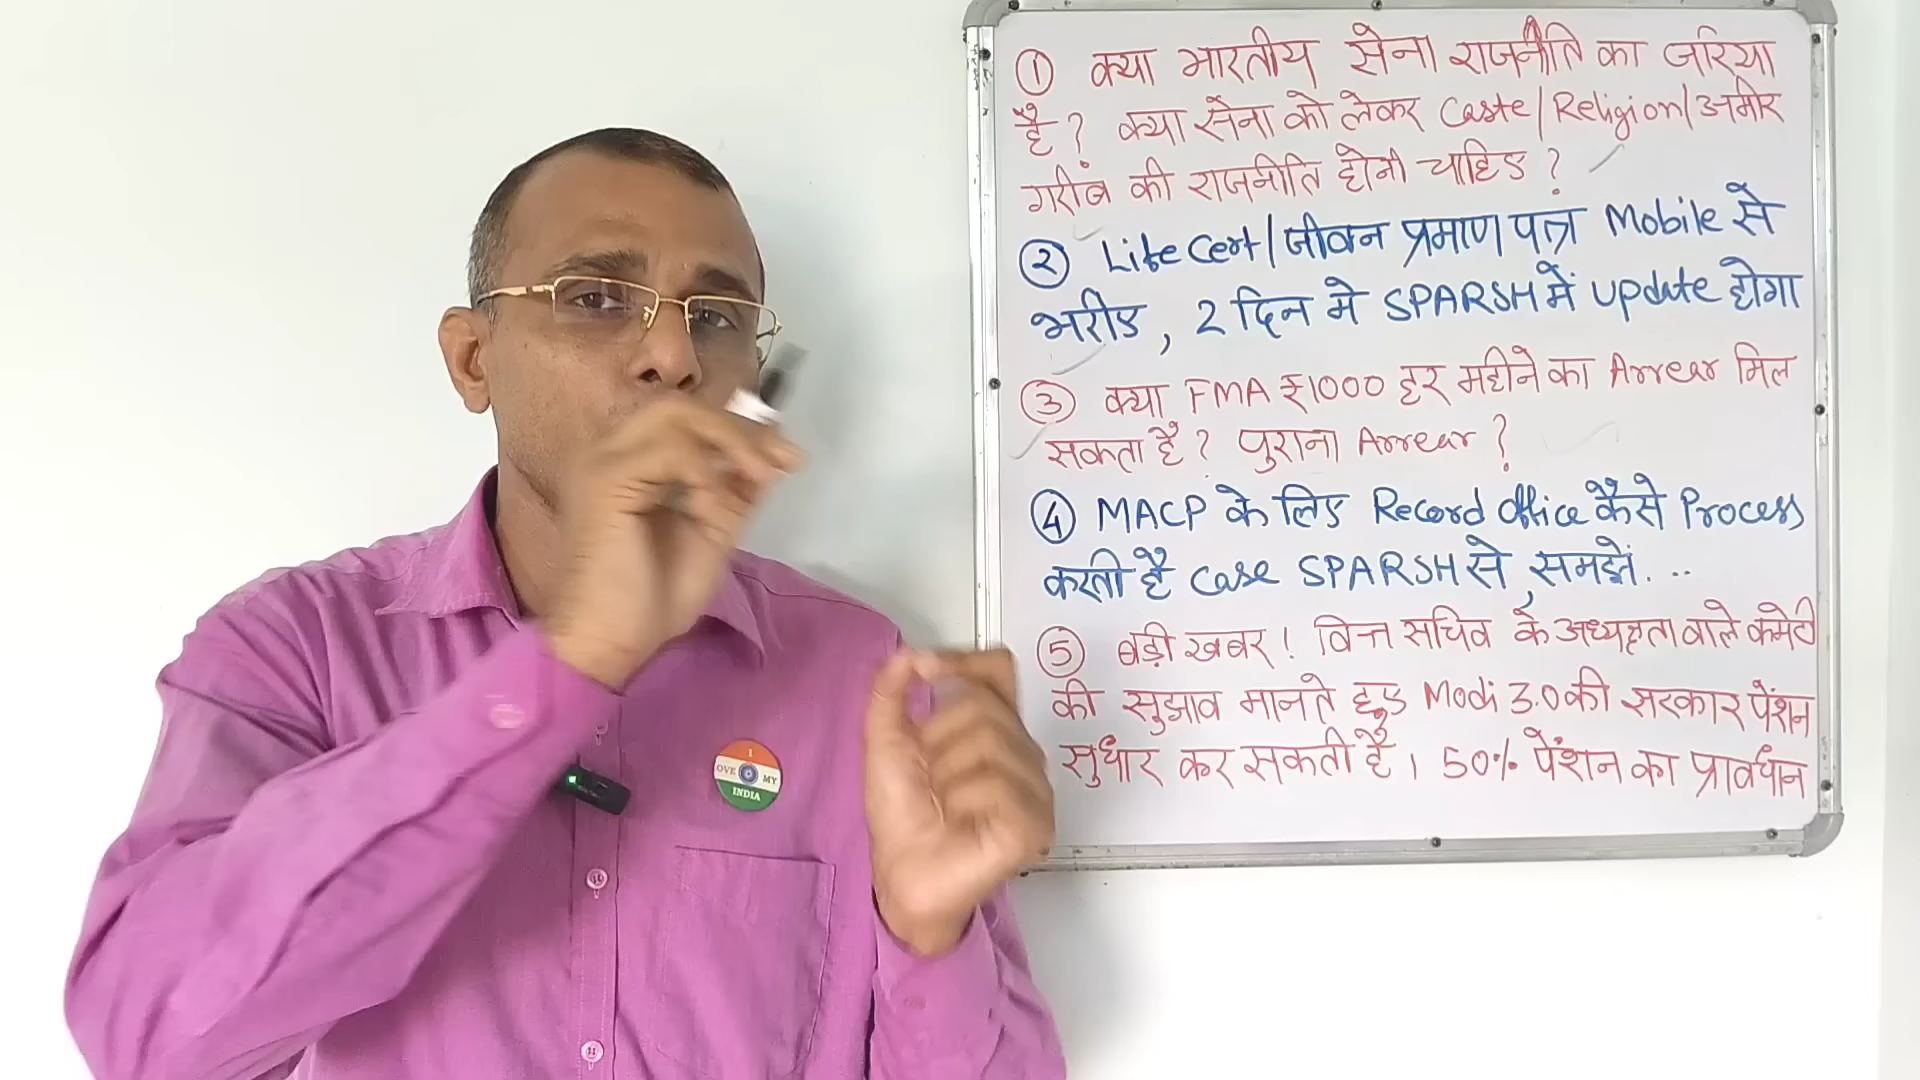 ① क्या भारतीय सेना राजनीति का जरिया
है? क्या सेना को लेकर Caste/Religion/अमीर
गरीब की राजनीति होनी चाहिए?
② Life Cert/जीवन प्रमाण पत्र Mobile से
भरीए, 2 दिन मे SPARSH में update होगा
③ क्या FMA ₹1000 हर महीने का Arrear मिल
सकता है? पुराना Arrear?
④ MACP के लिए Record office कैसे Process
करती है case SPARSH से, समझें...
⑤ बड़ी खबर! वित्त सचिव के अध्यक्षता वाले कमेटी
की सुझाव मानते हुए Modi 3.0 की सरकार पेंशन
सुधार कर सकती है। 50% पेंशन का प्रावधान
I
OVE MY
INDIA